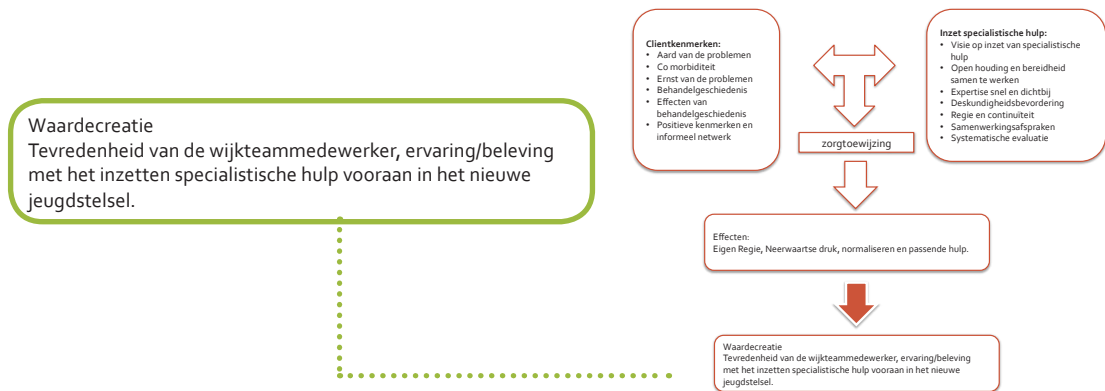 Waardecreatie
Tevredenheid van de wijkteammedewerker, ervaring/beleving
met het inzetten specialistische hulp vooraan in het nieuwe
jeugdstelsel.
Clientkenmerken:
• Aard van de problemen
• Co morbiditeit
• Ernst van de problemen
• Behandelgeschiedenis
• Effecten van
behandelgeschiedenis
• Positieve kenmerken en
informeel netwerk
Inzet specialistische hulp:
• Visie op inzet van specialistische
hulp
• Open houding en bereidheid
samen te werken
• Expertise snel en dichtbij
• Deskundigheidsbevordering
• Regie en continuïteit
• Samenwerkingsafspraken
• Systematische evaluatie
zorgtoewijzing
Effecten:
Eigen Regie, Neerwaartse druk, normaliseren en passende hulp.
Waardecreatie
Tevredenheid van de wijkteammedewerker, ervaring/beleving
met het inzetten specialistische hulp vooraan in het nieuwe
jeugdstelsel.